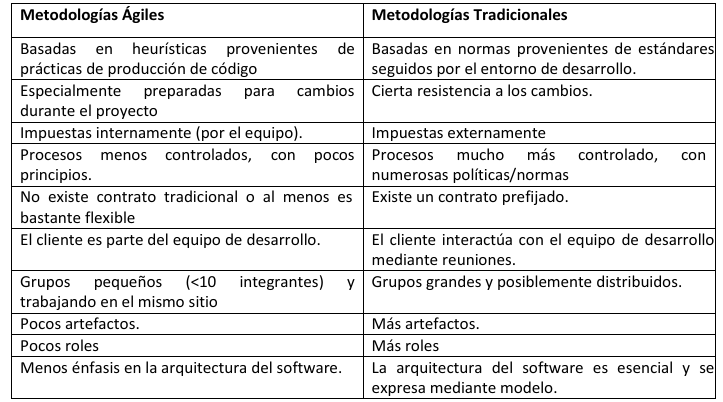 Metodologías Ágiles
Metodologías Tradicionales
Basadas en heurísticas provenientes de
prácticas de producción de código
Basadas en normas provenientes de estándares
seguidos por el entorno de desarrollo.
Especialmente preparadas para cambios
durante el proyecto
Cierta resistencia a los cambios.
Impuestas internamente (por el equipo).
Impuestas externamente
Procesos menos controlados, con pocos
principios.
Procesos mucho más controlado, con
numerosas políticas/normas
No existe contrato tradicional o al menos es
bastante flexible
Existe un contrato prefijado.
El cliente es parte del equipo de desarrollo.
El cliente interactúa con el equipo de desarrollo
mediante reuniones.
Grupos pequeños (<10 integrantes) y
trabajando en el mismo sitio
Grupos grandes y posiblemente distribuidos.
Pocos artefactos.
Más artefactos.
Pocos roles
Más roles
Menos énfasis en la arquitectura del software.
La arquitectura del software es esencial y se
expresa mediante modelo.